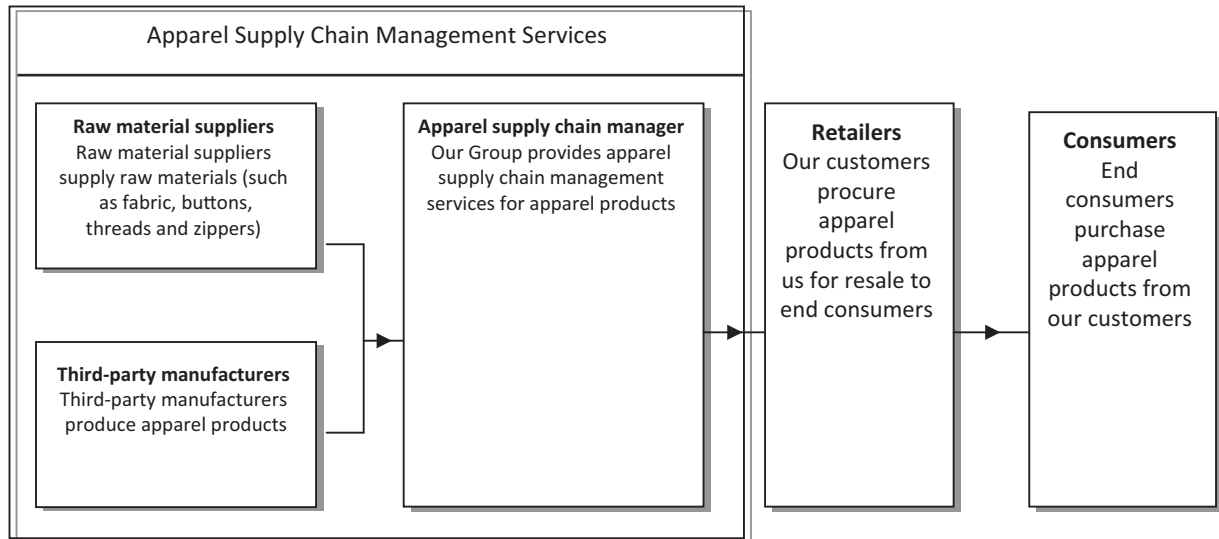 Apparel Supply Chain Management Services
Raw material suppliers
Raw material suppliers
supply raw materials (such
as fabric, buttons,
threads and zippers)
Third-party manufacturers
Third-party manufacturers
produce apparel products
Apparel supply chain manager
Our Group provides apparel
supply chain management
services for apparel products
Retailers
Our customers
procure
apparel
products from
us for resale to
end consumers
Consumers
End
consumers
purchase
apparel
products from
our customers